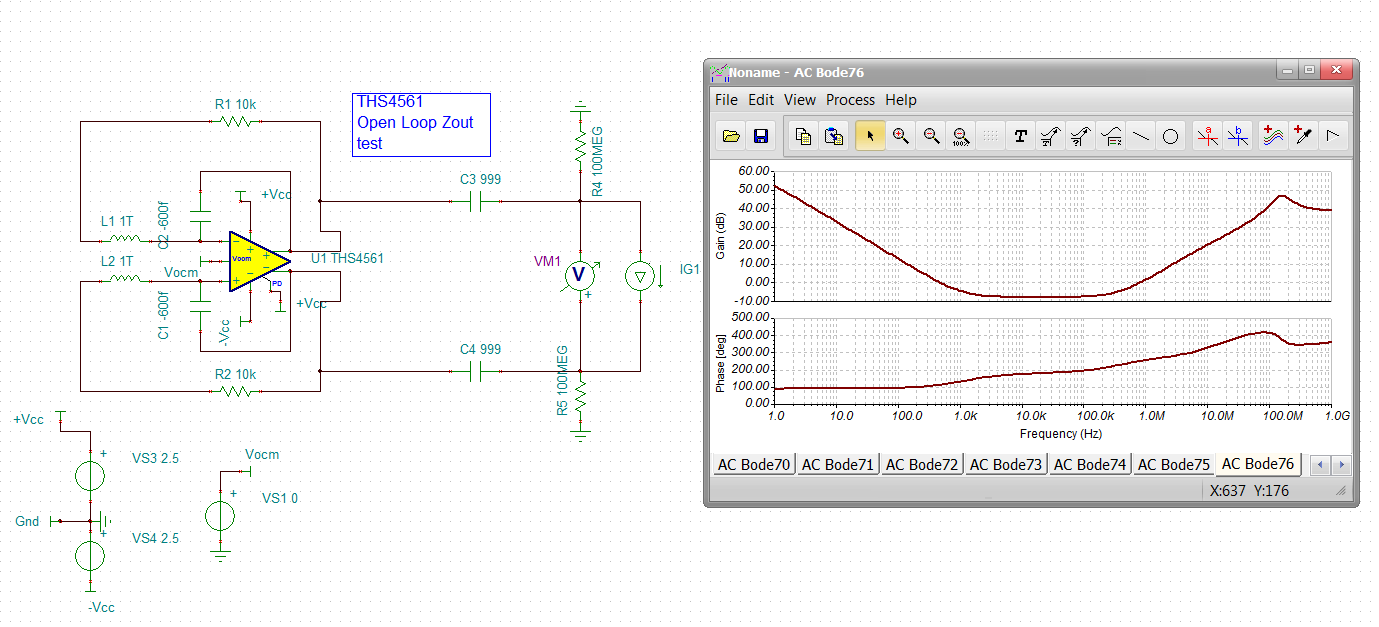 R1 10k
THS4561
Open Loop Zout
test
+Vcc
L1 1T
C2 -600f
L2 1T
Vocm
Vocm
U1 THS4561
PD
+Vcc
C1 -600f
-Vcc
R2 10k
C3 999
R4 100MEG
VM1
V
+
IG1
C4 999
R5 100MEG
+Vcc
+
VS3 2.5
Gnd
+
VS4 2.5
-Vcc
Vocm
+
VS1 0
Noname - AC Bode76
File Edit View Process Help
100%
T
a
b
Gain (dB)
60.00
50.00
40.00
30.00
20.00
10.00
0.00
-10.00
Phase [deg]
500.00
400.00
300.00
200.00
100.00
0.00
1.0 10.0 100.0 1.0k 10.0k 100.0k 1.0M 10.0M 100.0M 1.0G
Frequency (Hz)
AC Bode70 AC Bode71 AC Bode72 AC Bode73 AC Bode74 AC Bode75 AC Bode76
X:637 Y:176